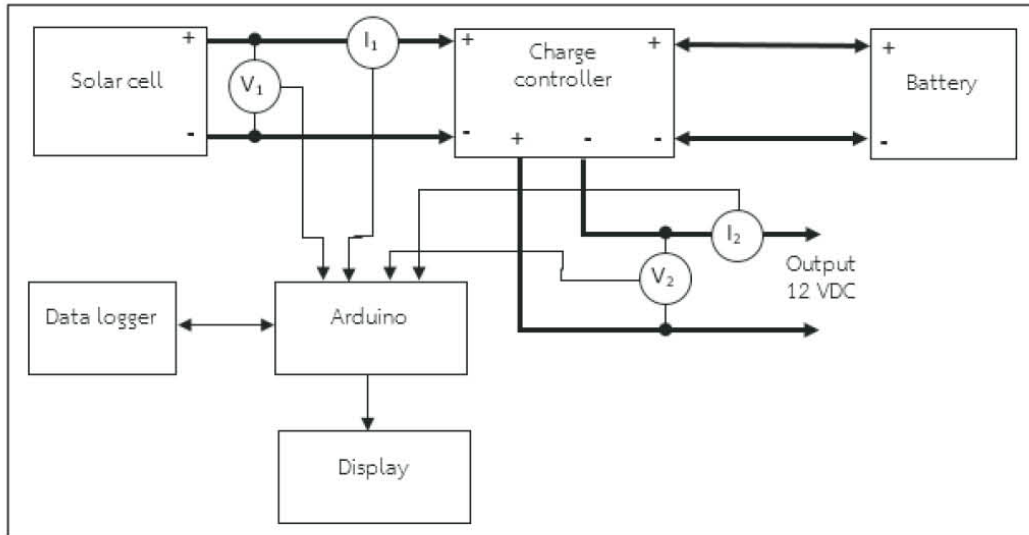 +
I₁
+
Charge
controller
+
+
Solar cell
V₁
Battery
-
-
+
-
-
-
I₂
V₂
Output
12 VDC
Data logger
Arduino
Display